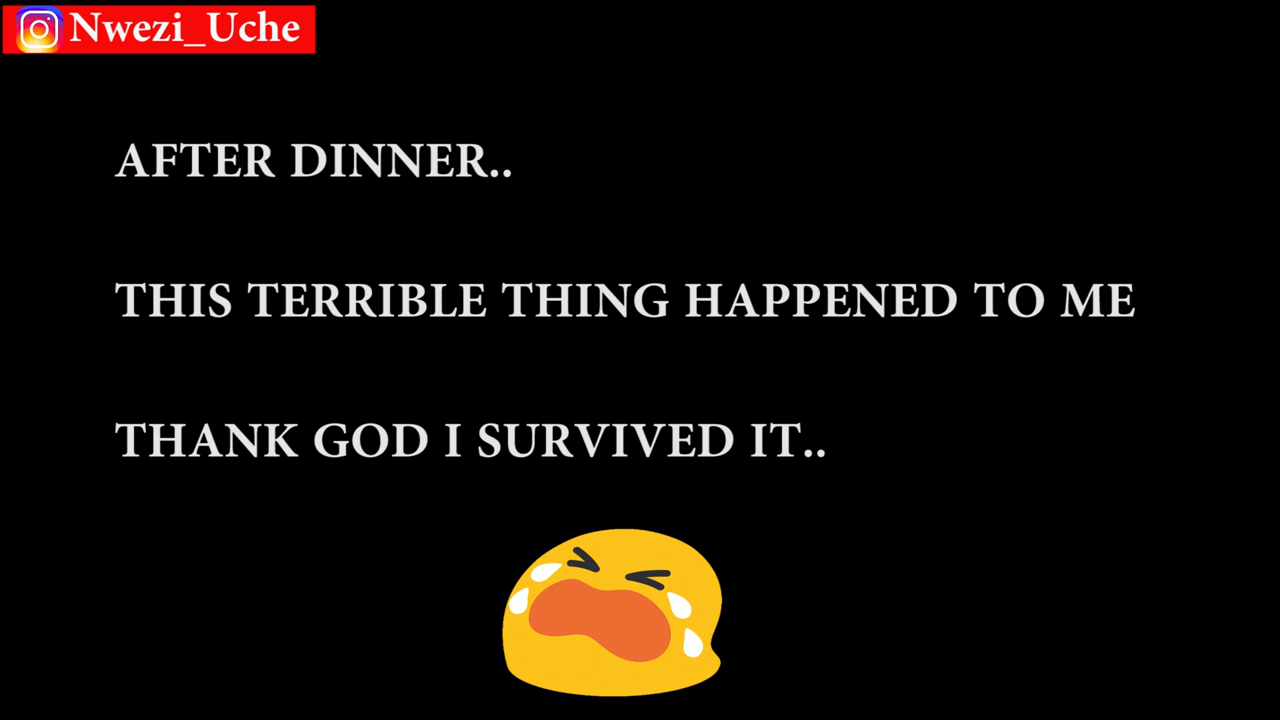 Nwezi_Uche
AFTER DINNER..
THIS TERRIBLE THING HAPPENED TO ME
THANK GOD I SURVIVED IT..